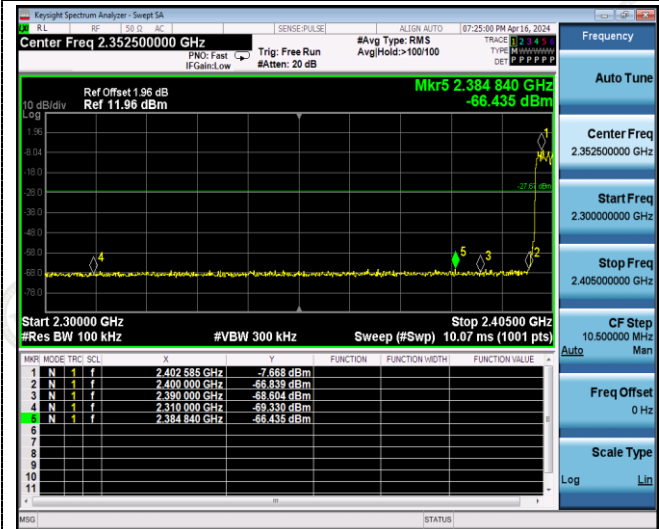 Keysight Spectrum Analyzer - Swept SA
RL RF 50 Ω AC SENSE:PULSE ALIGN AUTO 07:25:00 PM Apr 16, 2024
Center Freq 2.352500000 GHz
PNO: Fast
IFGain:Low
Trig: Free Run
#Atten: 20 dB
#Avg Type: RMS
Avg|Hold:>100/100
TRACE 1 2 3 4 5 6
TYPE M WWWWW
DET P P P P P P
Ref Offset 1.96 dB
10 dB/div Ref 11.96 dBm
Log
Mkr5 2.384 840 GHz
-66.435 dBm
1.96
-8.04
-18.0
-28.0
-38.0
-48.0
-58.0
-68.0
-78.0
-27.67 dBm
1
2
3
4
5
Start 2.30000 GHz Stop 2.40500 GHz
#Res BW 100 kHz #VBW 300 kHz Sweep (#Swp) 10.07 ms (1001 pts)
MKR MODE TRC SCL X Y FUNCTION FUNCTION WIDTH FUNCTION VALUE
1 N 1 f 2.402 585 GHz -7.668 dBm
2 N 1 f 2.400 000 GHz -66.839 dBm
3 N 1 f 2.390 000 GHz -68.604 dBm
4 N 1 f 2.310 000 GHz -69.330 dBm
5 N 1 f 2.384 840 GHz -66.435 dBm
6
7
8
9
10
11
MSG STATUS
Frequency
Auto Tune
Center Freq
2.352500000 GHz
Start Freq
2.300000000 GHz
Stop Freq
2.405000000 GHz
CF Step
10.500000 MHz
Auto Man
Freq Offset
0 Hz
Scale Type
Log Lin